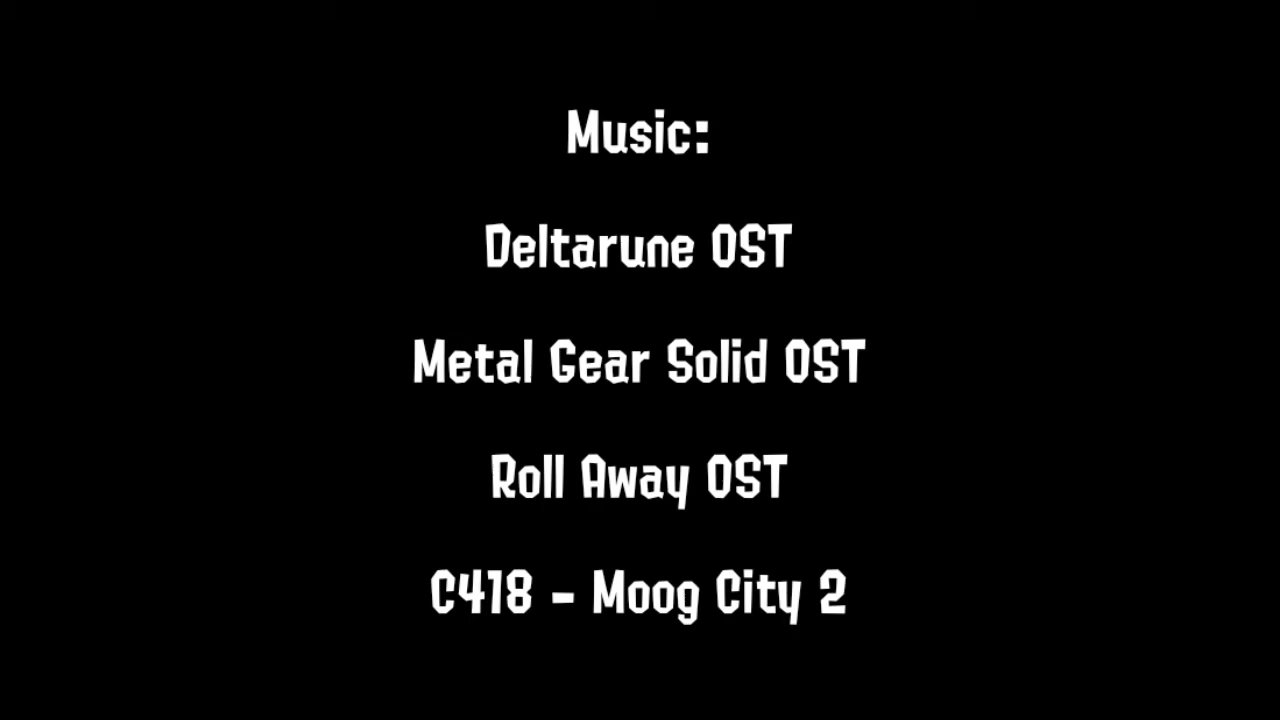 Music:
Deltarune OST
Metal Gear Solid OST
Roll Away OST
C418 - Moog City 2